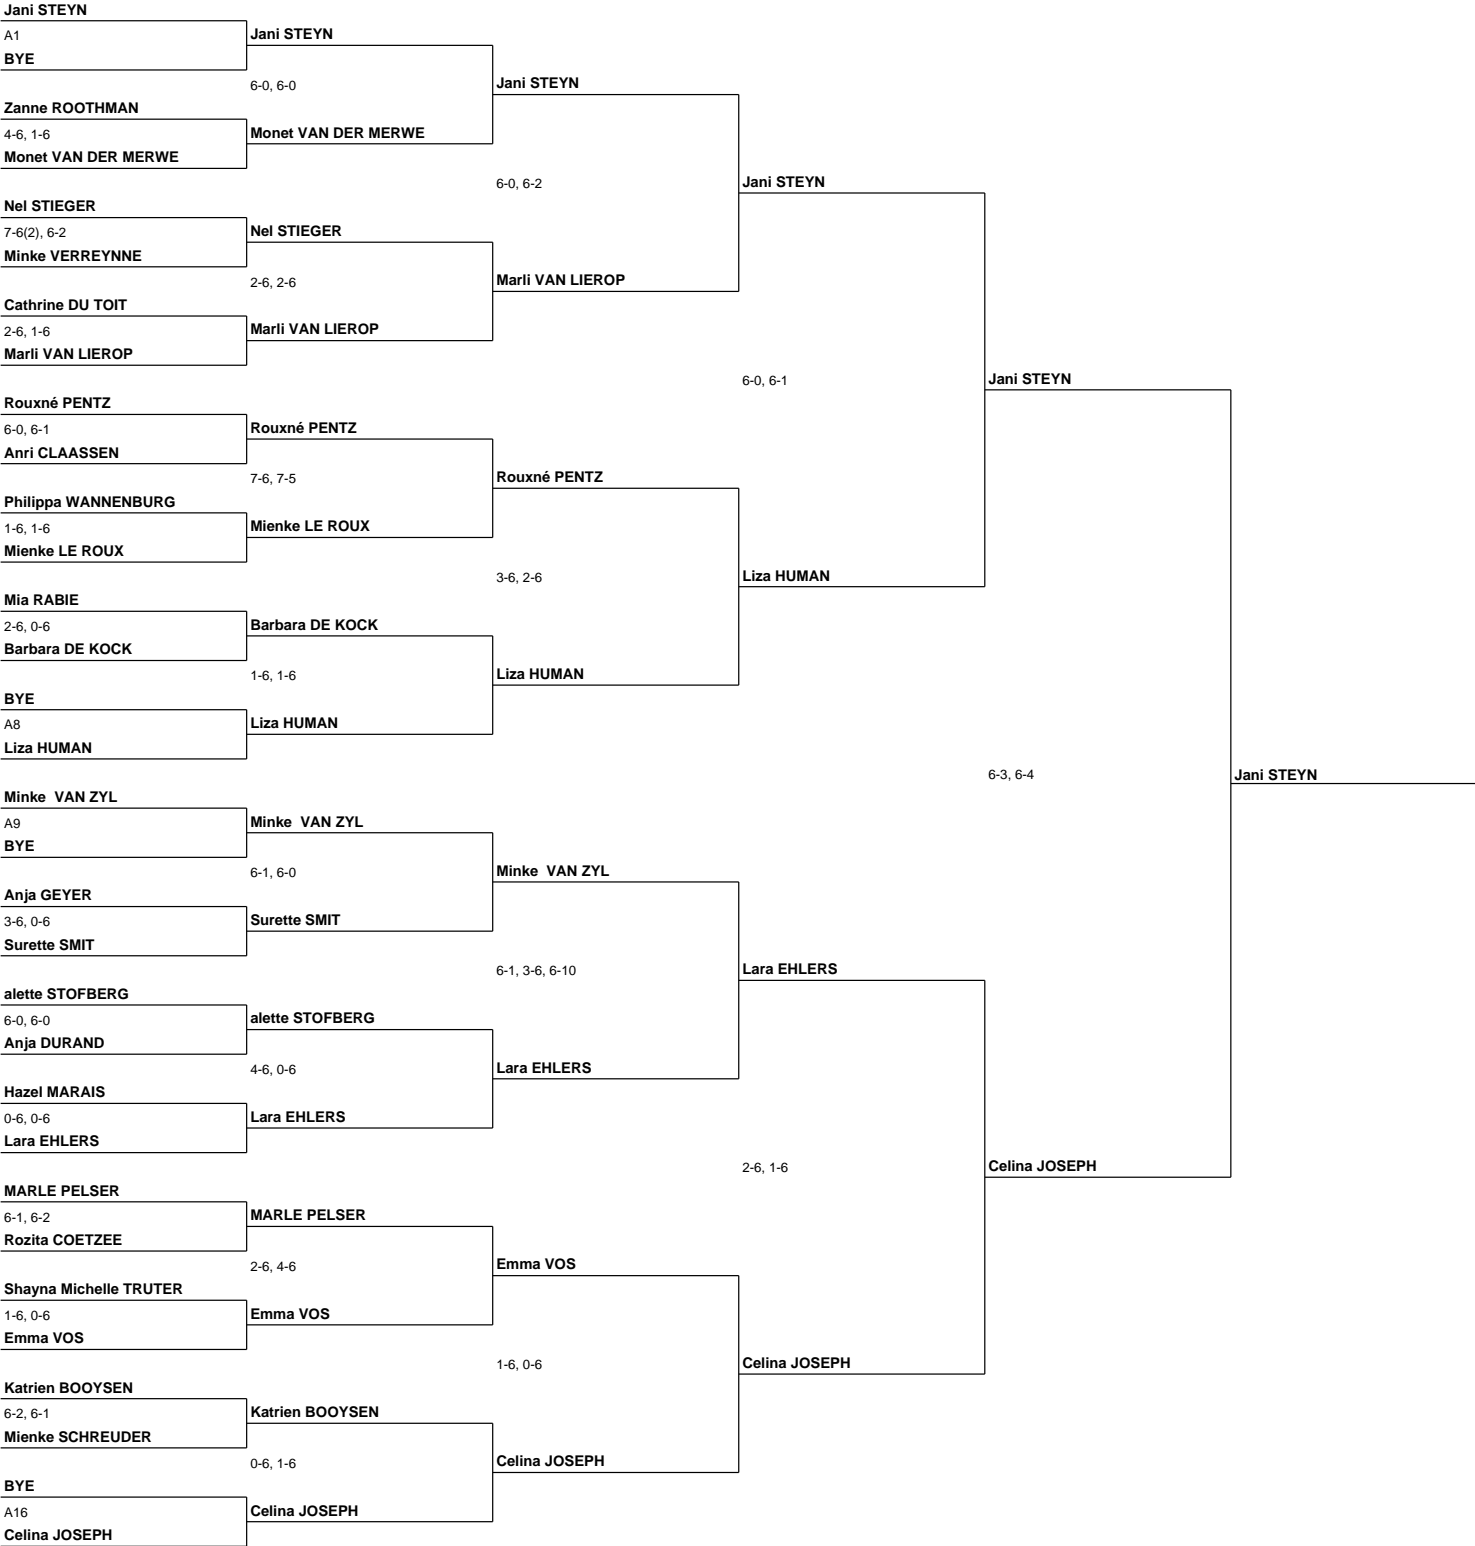 Jani STEYN
A1
BYE
Zanne ROOTHMAN
4-6, 1-6
Monet VAN DER MERWE
Nel STIEGER
7-6(2), 6-2
Minke VERREYNNE
Cathrine DU TOIT
2-6, 1-6
Marli VAN LIEROP
Rouxné PENTZ
6-0, 6-1
Anri CLAASSEN
Philippa WANNENBURG
1-6, 1-6
Mienke LE ROUX
Mia RABIE
2-6, 0-6
Barbara DE KOCK
BYE
A8
Liza HUMAN
Minke  VAN ZYL
A9
BYE
Anja GEYER
3-6, 0-6
Surette SMIT
alette STOFBERG
6-0, 6-0
Anja DURAND
Hazel MARAIS
0-6, 0-6
Lara EHLERS
MARLE PELSER
6-1, 6-2
Rozita COETZEE
Shayna Michelle TRUTER
1-6, 0-6
Emma VOS
Katrien BOOYSEN
6-2, 6-1
Mienke SCHREUDER
BYE
A16
Celina JOSEPH
Jani STEYN
6-0, 6-0
Monet VAN DER MERWE
Nel STIEGER
2-6, 2-6
Marli VAN LIEROP
Rouxné PENTZ
7-6, 7-5
Mienke LE ROUX
Barbara DE KOCK
1-6, 1-6
Liza HUMAN
Minke  VAN ZYL
6-1, 6-0
Surette SMIT
alette STOFBERG
4-6, 0-6
Lara EHLERS
MARLE PELSER
2-6, 4-6
Emma VOS
Katrien BOOYSEN
0-6, 1-6
Celina JOSEPH
Jani STEYN
6-0, 6-2
Marli VAN LIEROP
Rouxné PENTZ
3-6, 2-6
Liza HUMAN
Minke  VAN ZYL
6-1, 3-6, 6-10
Lara EHLERS
Emma VOS
1-6, 0-6
Celina JOSEPH
Jani STEYN
6-0, 6-1
Liza HUMAN
Lara EHLERS
2-6, 1-6
Celina JOSEPH
Jani STEYN
6-3, 6-4
Celina JOSEPH
Jani STEYN